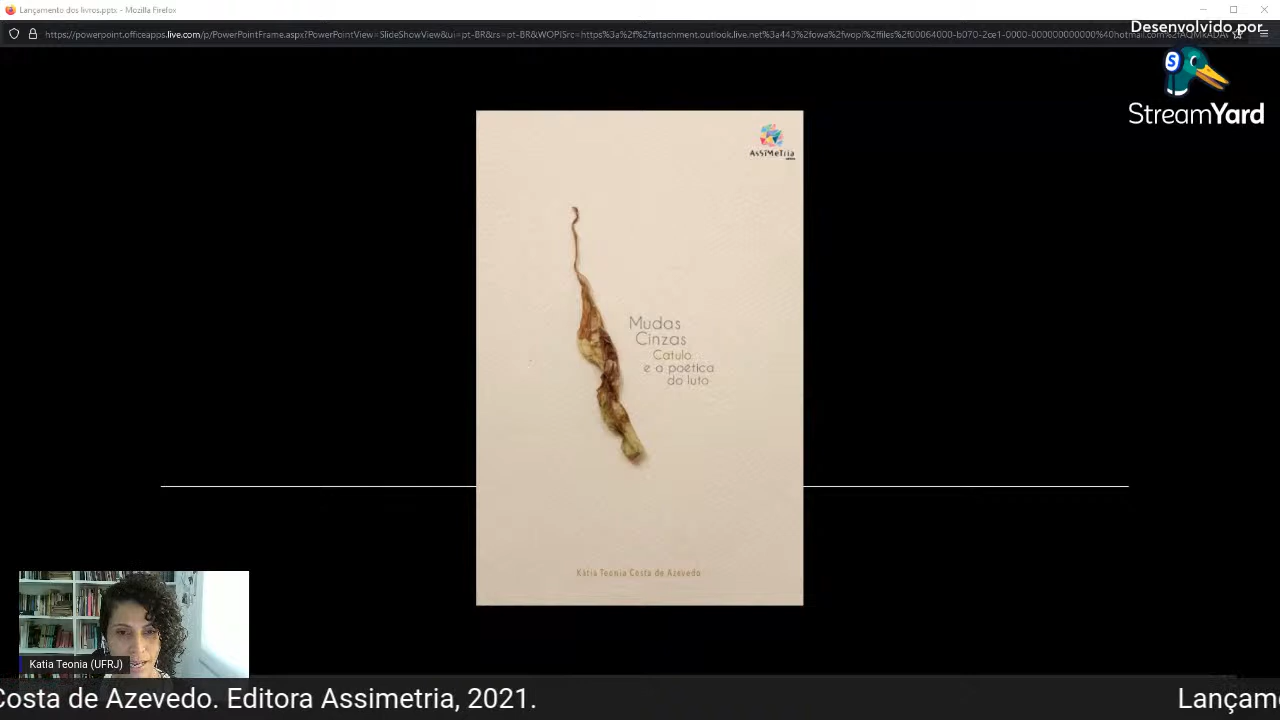 Lançamento dos livros.pptx - Mozilla Firefox
Desenvolvido por
StreamYard
AsSiMeTria
Mudas
Cinzas
Catulo
e a poética
do luto
Katia Teonia Costa de Azevedo
Katia Teonia (UFRJ)
Costa de Azevedo. Editora Assimetria, 2021.
Lançam